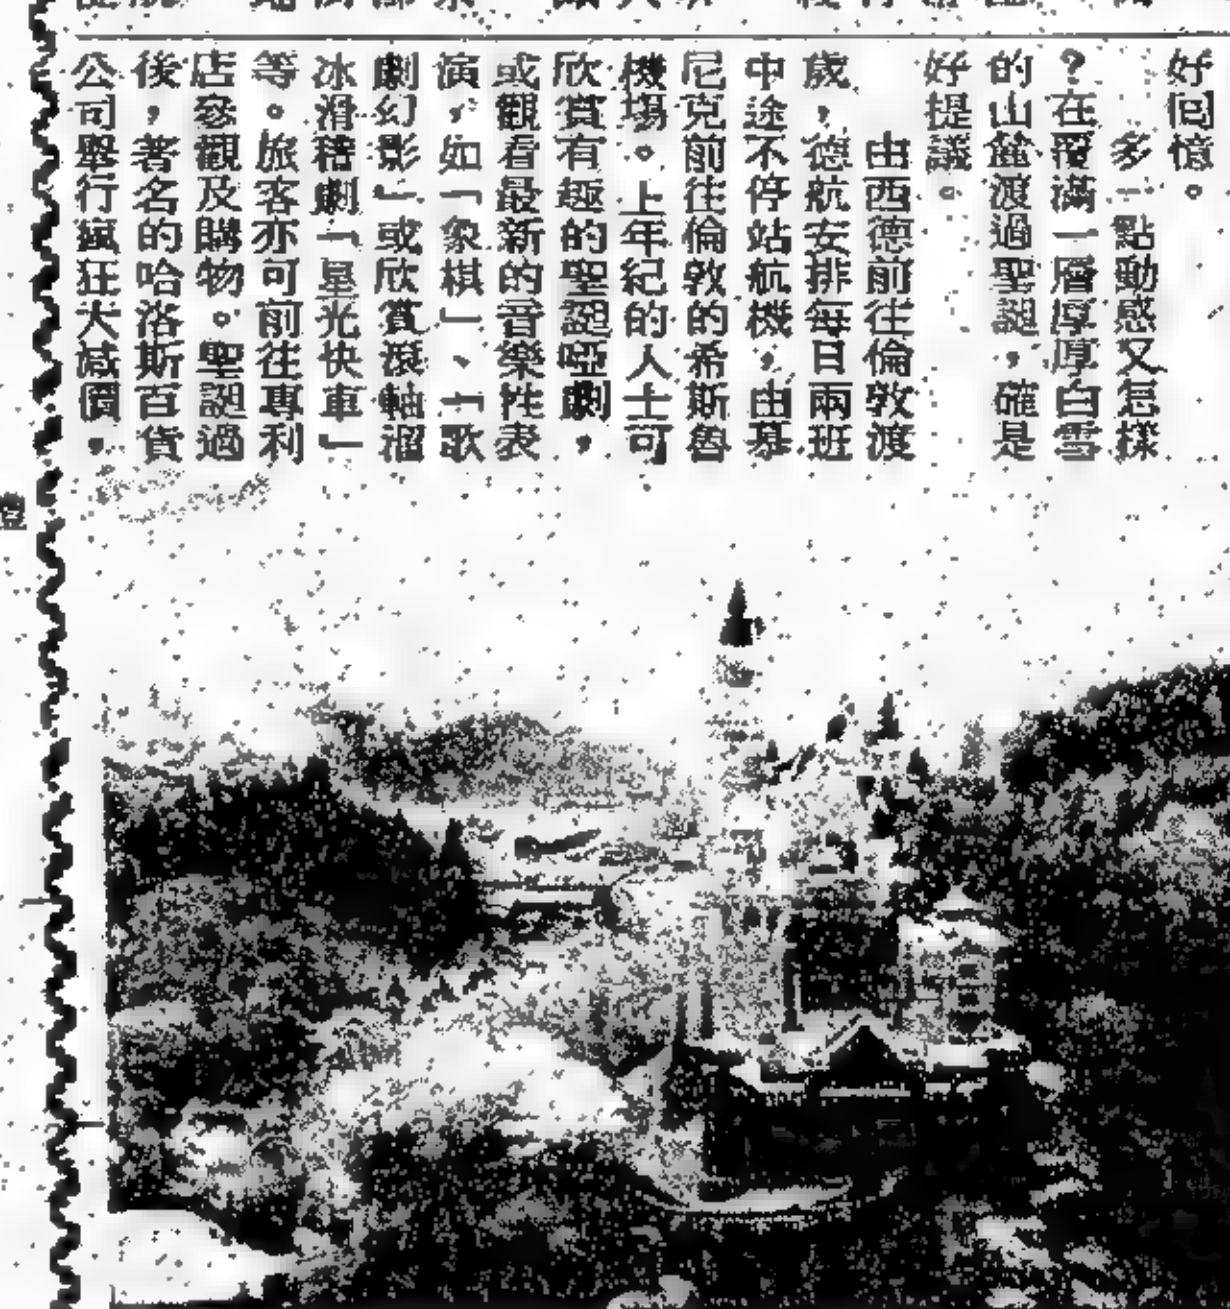 好回憶。
多一點動感又怎樣
？在覆滿一層厚厚白雪
的山巒渡過聖誕，確是
好提議。
由西德前往倫敦渡
歲，德航安排每日兩班
中途不停站航機，由慕
尼克前往倫敦的希斯魯
機場。上年紀的人士可
欣賞有趣的聖誕啞劇，
或觀看最新的音樂性表
演，如「象棋」、「歌
劇幻影」或欣賞滾軸溜
冰滑稽劇「星光快車」
等。旅客亦可前往專利
店參觀及購物。聖誕過
後，著名的哈洛斯百貨
公司舉行瘋狂大減價，